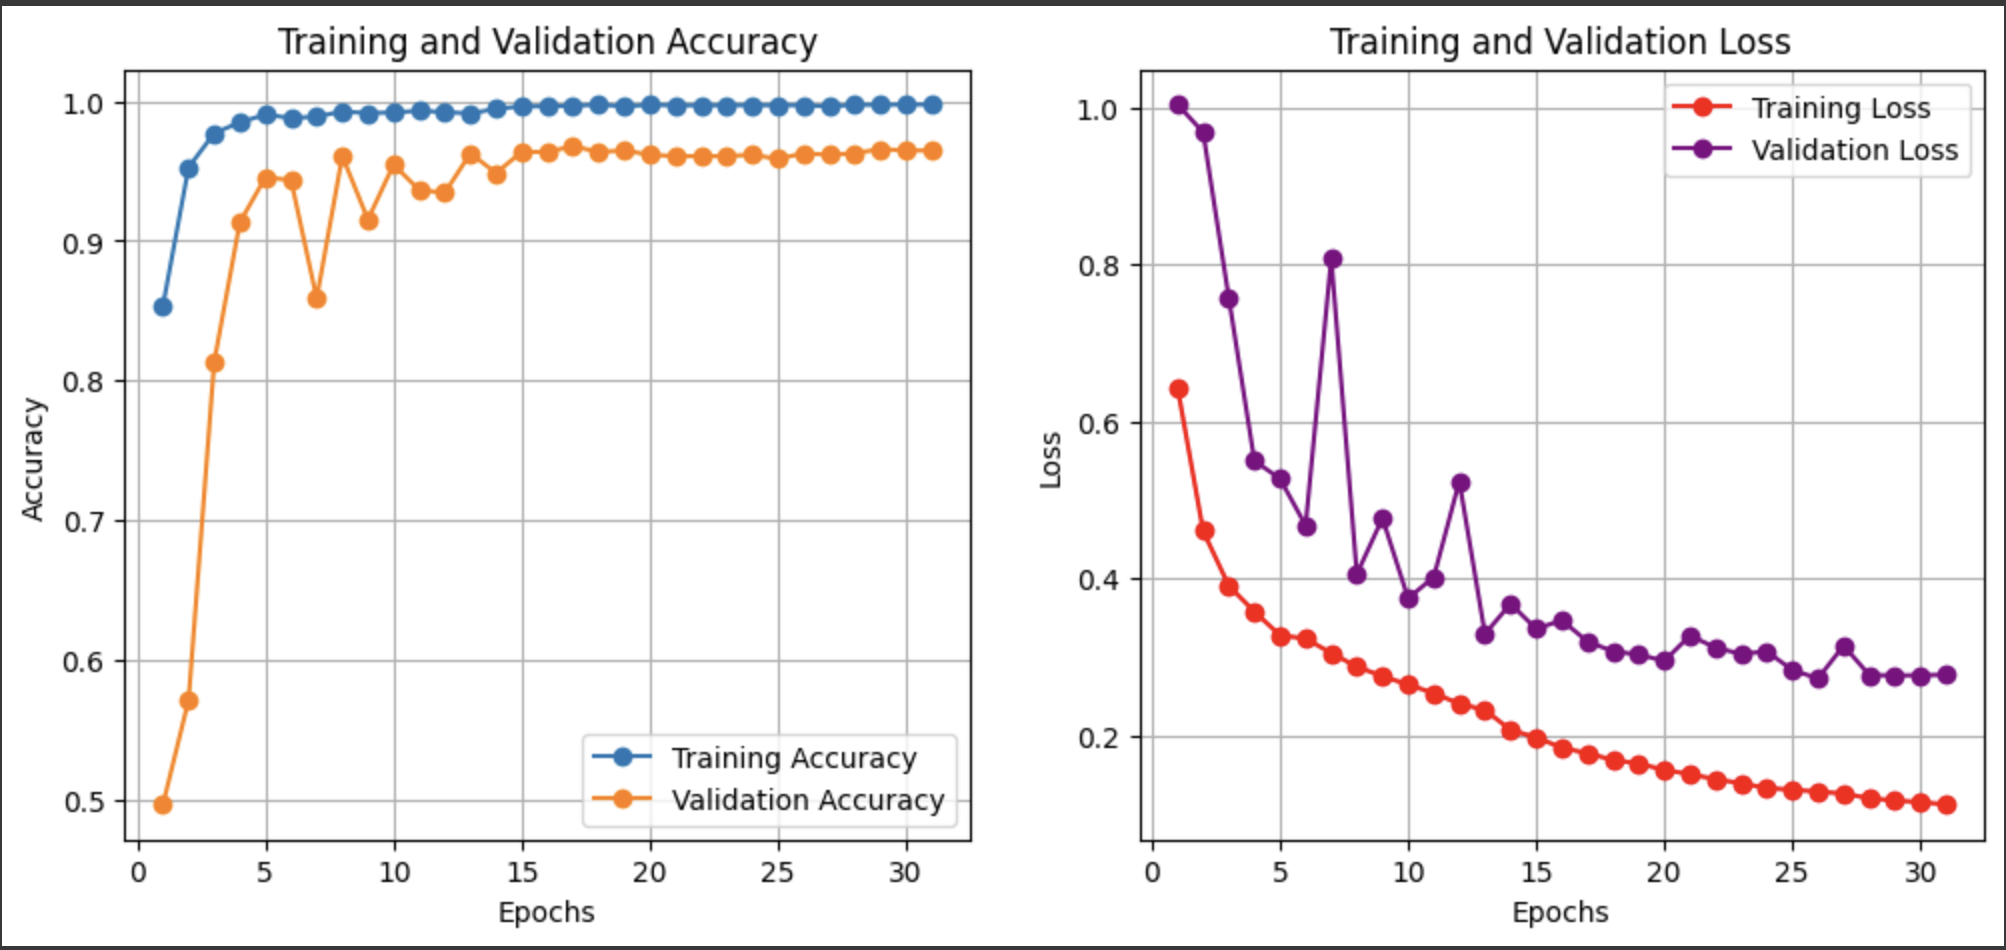 Training and Validation Accuracy
1.0
0.9
0.8
0.7
0.6
0.5
Accuracy
Training Accuracy
Validation Accuracy
0 5 10 15 20 25 30
Epochs
Training and Validation Loss
1.0
0.8
0.6
0.4
0.2
Loss
Training Loss
Validation Loss
0 5 10 15 20 25 30
Epochs